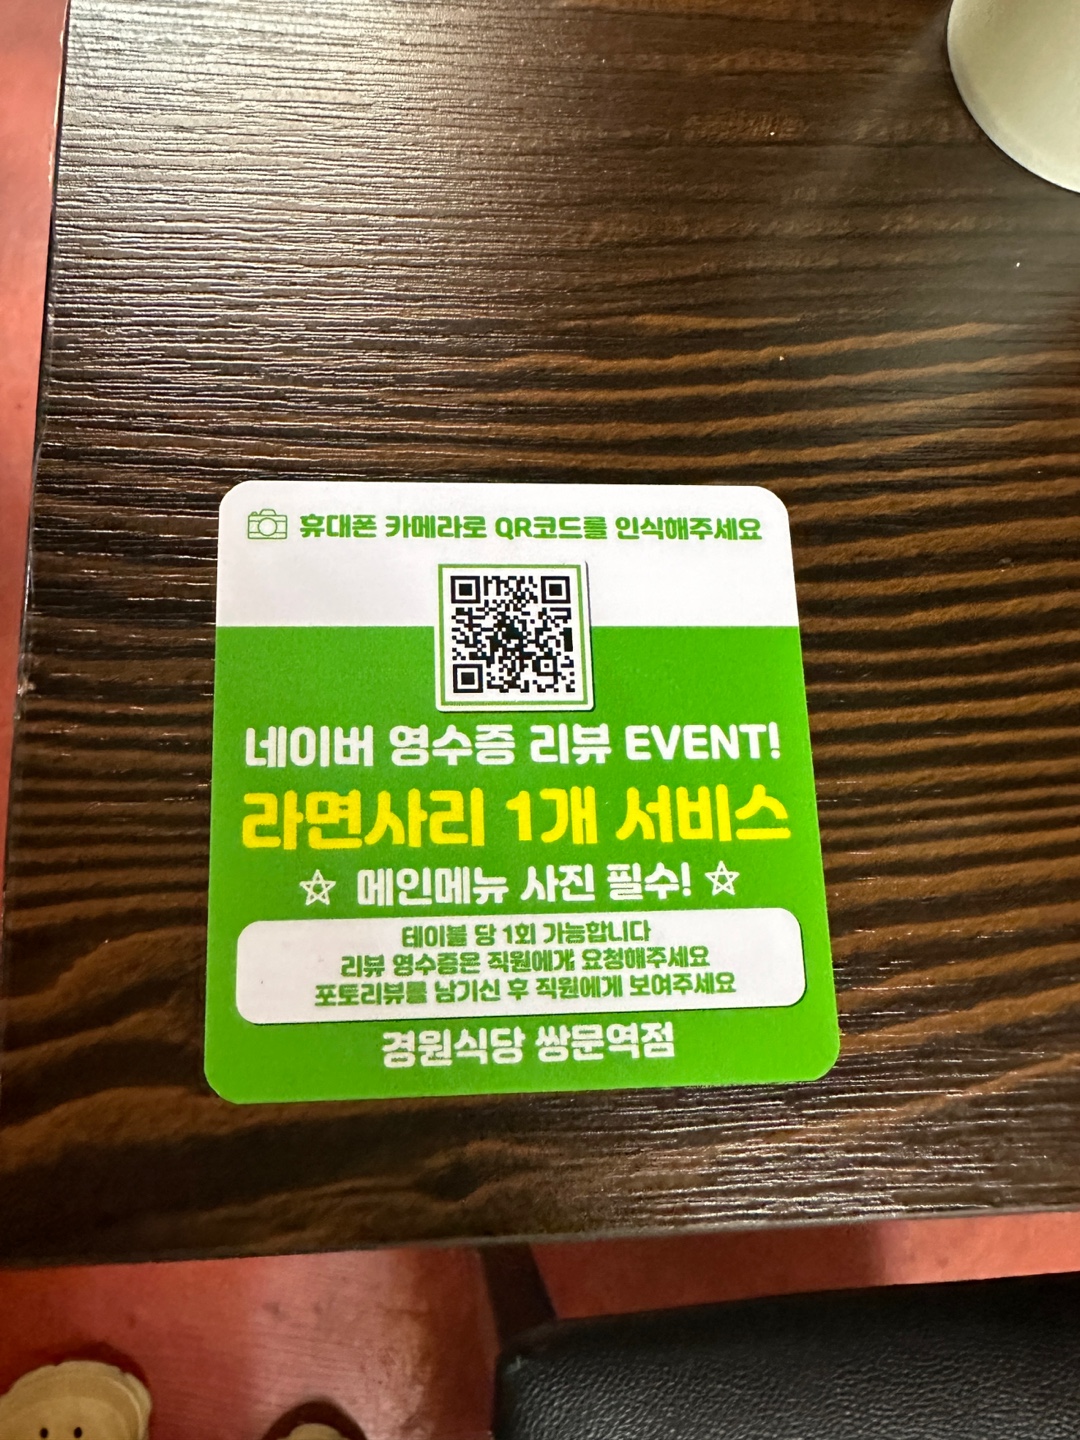 휴대폰 카메라로 QR코드를 인식해주세요
네이버 영수증 리뷰 EVENT!
라면사리 1개 서비스
☆ 메인메뉴 사진 필수! ☆
테이블 당 1회 가능합니다
리뷰 영수증은 직원에게 요청해주세요
포토리뷰를 남기신 후 직원에게 보여주세요
경원식당 쌍문역점